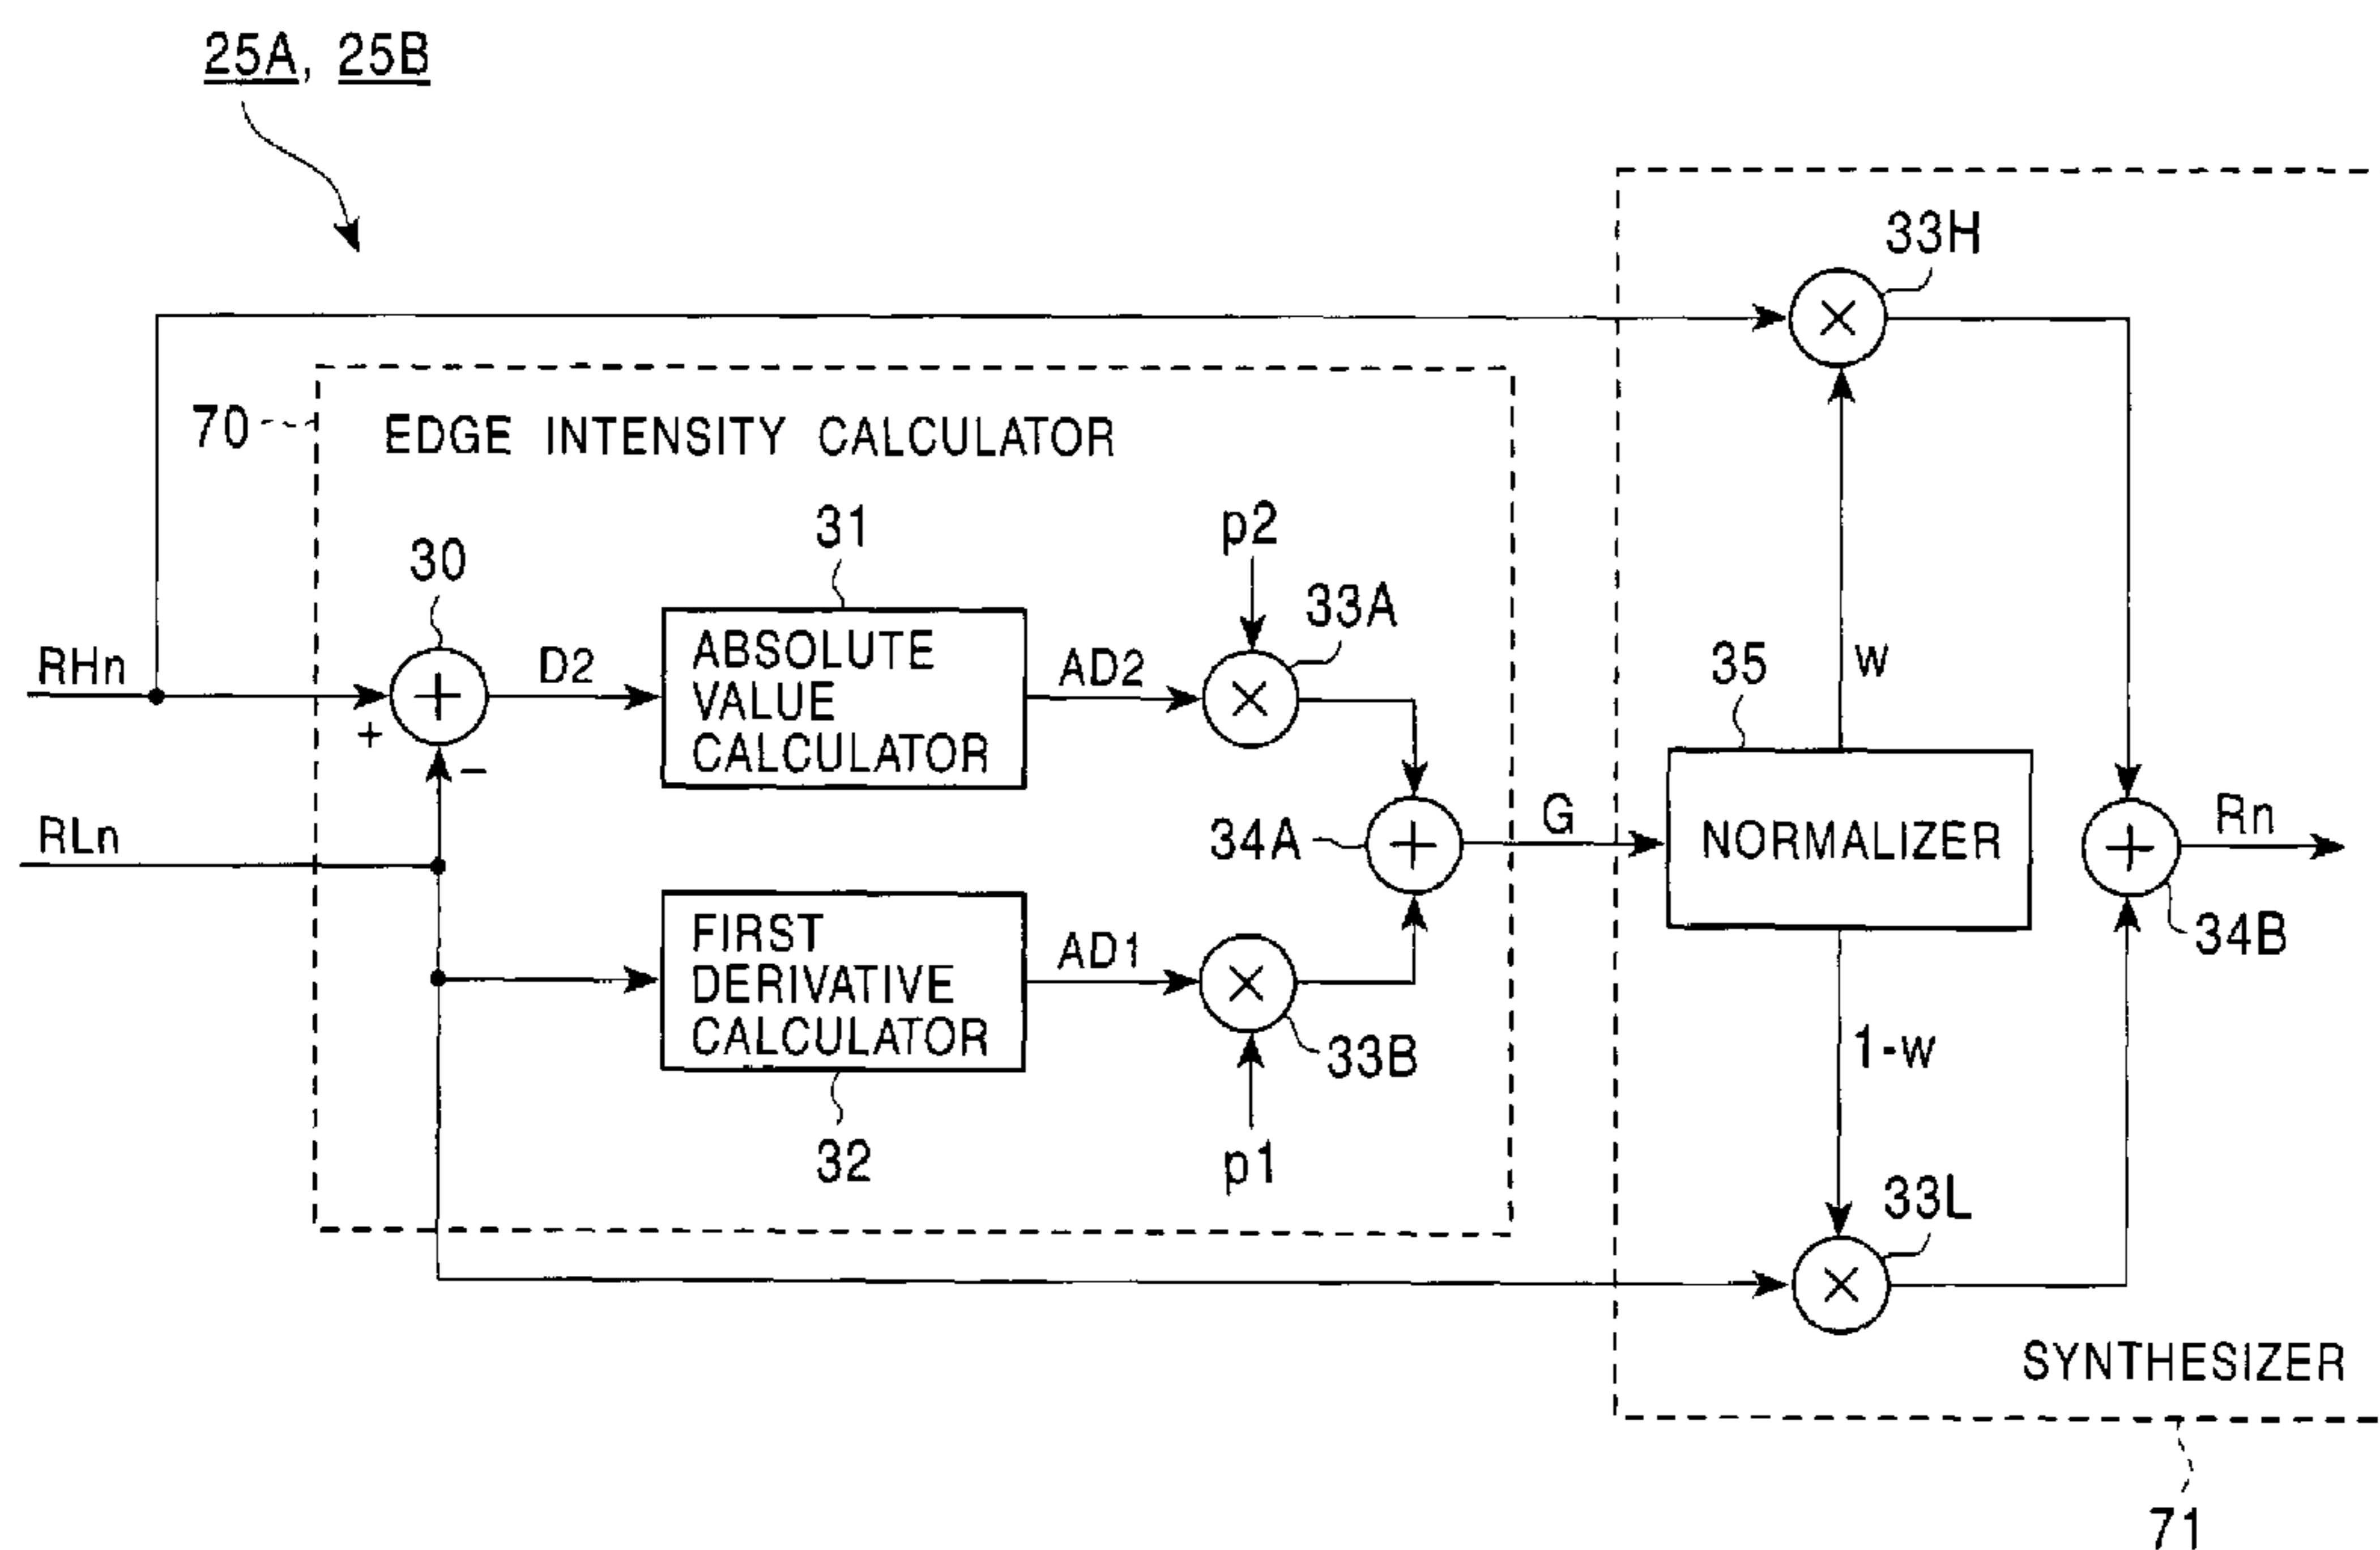 25A, 25B
33H
70
EDGE INTENSITY CALCULATOR
p2
31
30
33A
RHn
D2
ABSOLUTE
VALUE
CALCULATOR
AD2
35
w
+
+
×
×
−
RLn
34A
+
G
NORMALIZER
+
Rn
34B
FIRST
DERIVATIVE
CALCULATOR
AD1
×
33B
1-w
32
p1
33L
×
SYNTHESIZER
71